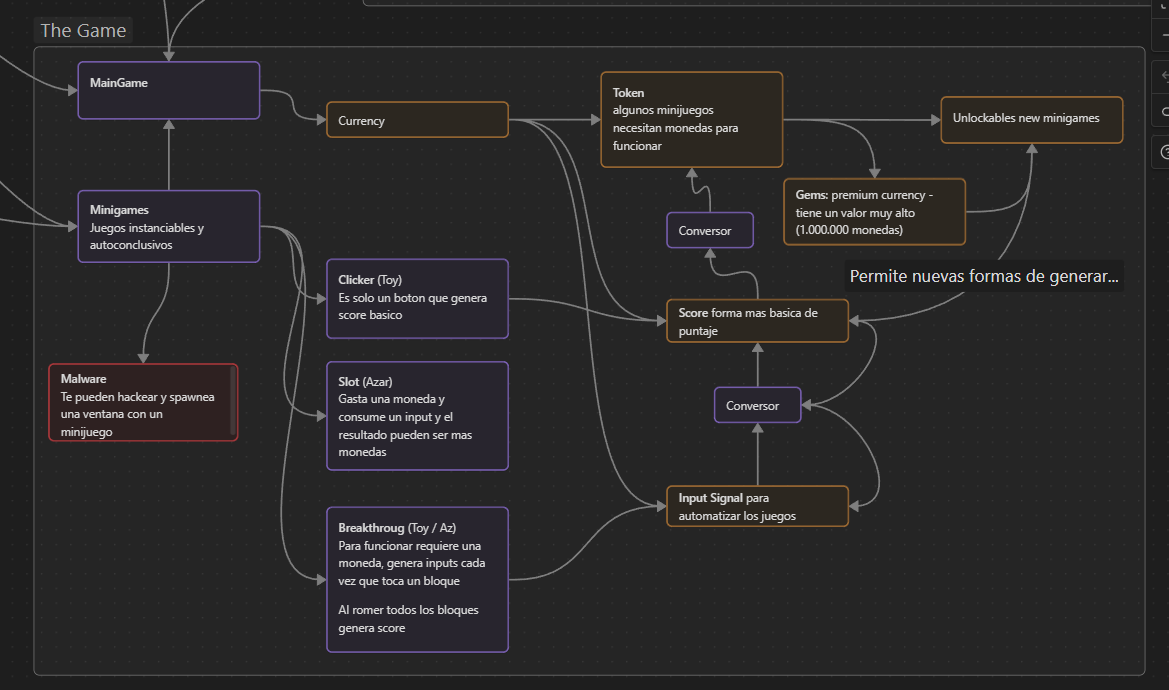 The Game
MainGame
Currency
Token
algunos minijuegos
necesitan monedas para
funcionar
Unlockables new minigames
Gems: premium currency -
tiene un valor muy alto
(1.000.000 monedas)
Minigames
Juegos instanciables y
autoconclusivos
Conversor
Clicker (Toy)
Es solo un boton que genera
score basico
Permite nuevas formas de generar...
Score forma mas basica de
puntaje
Malware
Te pueden hackear y spawnea
una ventana con un
minijuego
Slot (Azar)
Gasta una moneda y
consume un input y el
resultado pueden ser mas
monedas
Conversor
Input Signal para
automatizar los juegos
Breakthroug (Toy / Az)
Para funcionar requiere una
moneda, genera inputs cada
vez que toca un bloque
Al romer todos los bloques
genera score